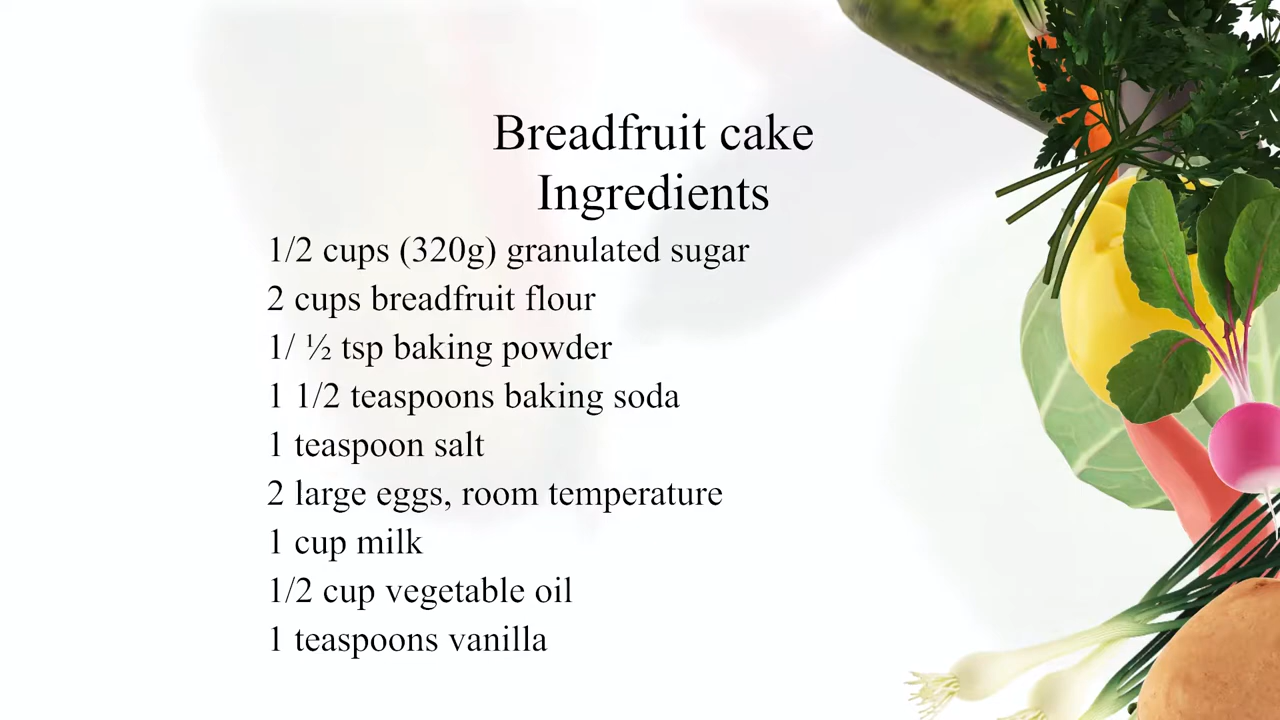 Breadfruit cake
Ingredients
1/2 cups (320g) granulated sugar
2 cups breadfruit flour
1/ ½ tsp baking powder
1 1/2 teaspoons baking soda
1 teaspoon salt
2 large eggs, room temperature
1 cup milk
1/2 cup vegetable oil
1 teaspoons vanilla